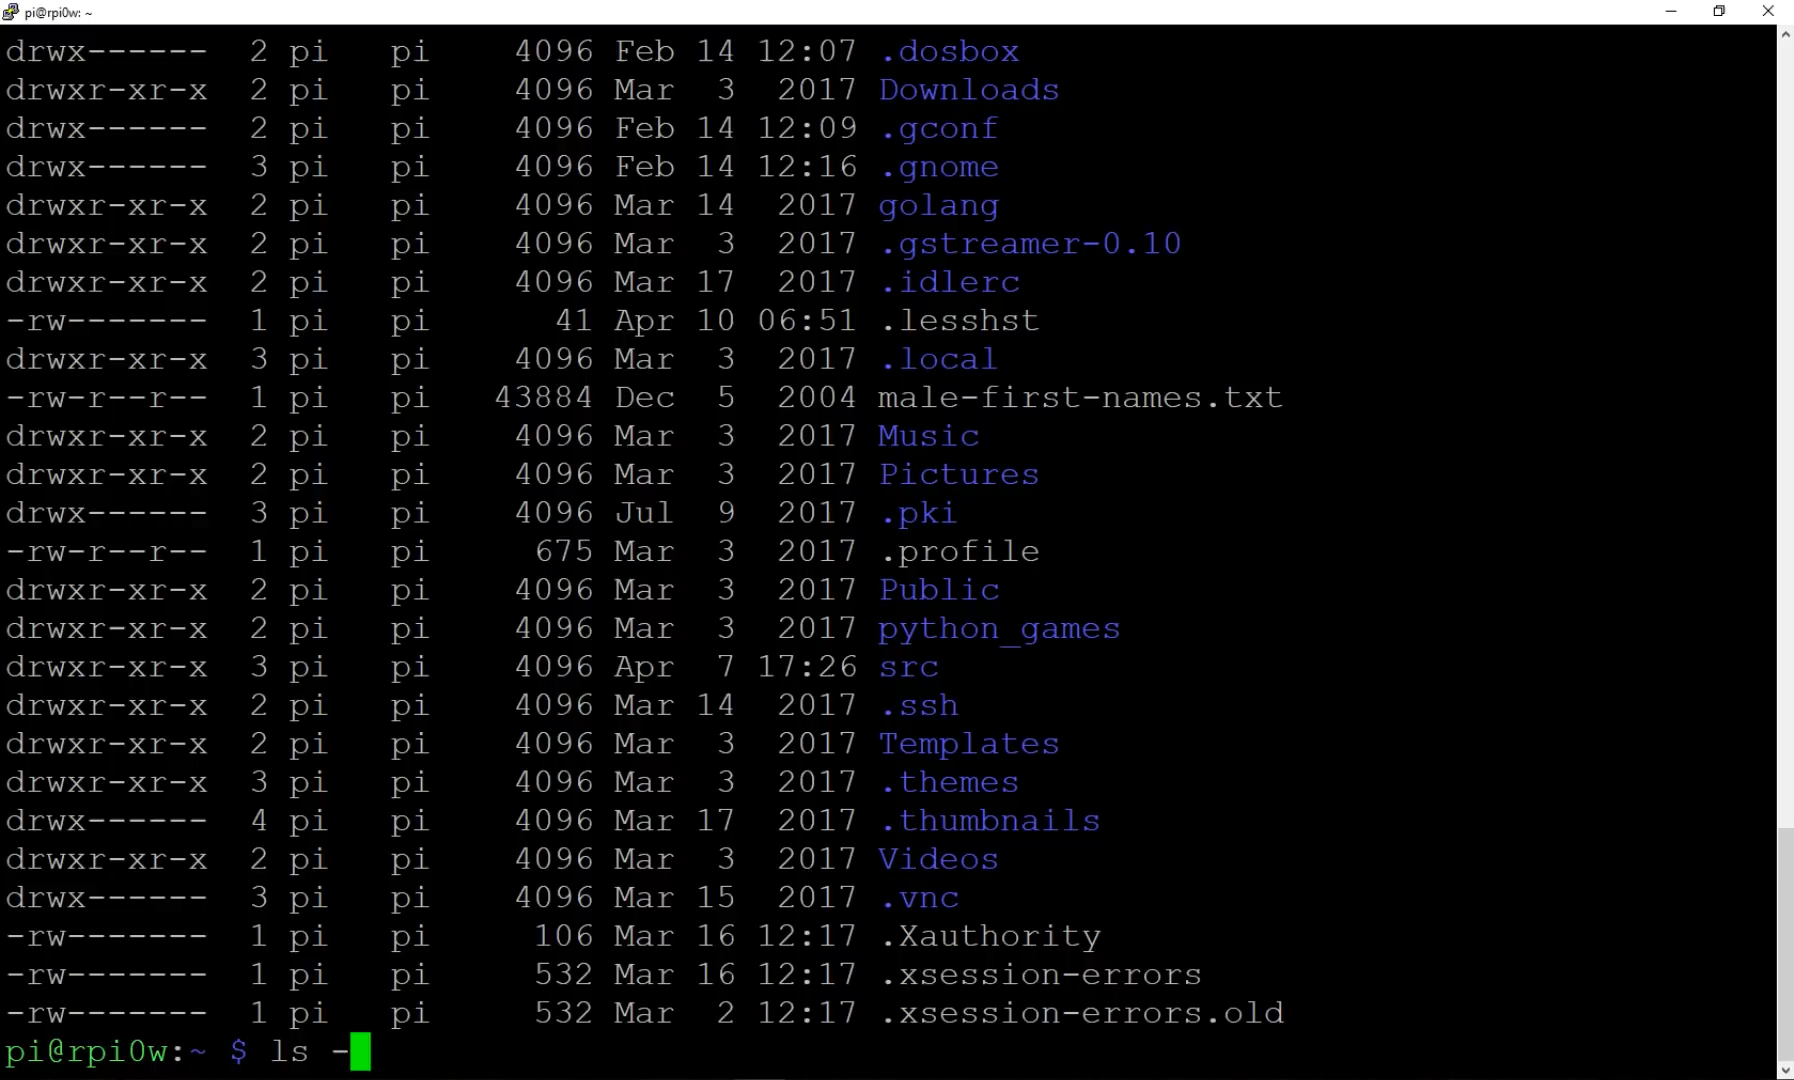 pi@rpi0w: ~
drwx------ 2 pi pi 4096 Feb 14 12:07 .dosbox
drwxr-xr-x 2 pi pi 4096 Mar 3 2017 Downloads
drwx------ 2 pi pi 4096 Feb 14 12:09 .gconf
drwx------ 3 pi pi 4096 Feb 14 12:16 .gnome
drwxr-xr-x 2 pi pi 4096 Mar 14 2017 golang
drwxr-xr-x 2 pi pi 4096 Mar 3 2017 .gstreamer-0.10
drwxr-xr-x 2 pi pi 4096 Mar 17 2017 .idlerc
-rw------- 1 pi pi 41 Apr 10 06:51 .lesshst
drwxr-xr-x 3 pi pi 4096 Mar 3 2017 .local
-rw-r--r-- 1 pi pi 43884 Dec 5 2004 male-first-names.txt
drwxr-xr-x 2 pi pi 4096 Mar 3 2017 Music
drwxr-xr-x 2 pi pi 4096 Mar 3 2017 Pictures
drwx------ 3 pi pi 4096 Jul 9 2017 .pki
-rw-r--r-- 1 pi pi 675 Mar 3 2017 .profile
drwxr-xr-x 2 pi pi 4096 Mar 3 2017 Public
drwxr-xr-x 2 pi pi 4096 Mar 3 2017 python_games
drwxr-xr-x 3 pi pi 4096 Apr 7 17:26 src
drwxr-xr-x 2 pi pi 4096 Mar 14 2017 .ssh
drwxr-xr-x 2 pi pi 4096 Mar 3 2017 Templates
drwxr-xr-x 3 pi pi 4096 Mar 3 2017 .themes
drwx------ 4 pi pi 4096 Mar 17 2017 .thumbnails
drwxr-xr-x 2 pi pi 4096 Mar 3 2017 Videos
drwx------ 3 pi pi 4096 Mar 15 2017 .vnc
-rw------- 1 pi pi 106 Mar 16 12:17 .Xauthority
-rw------- 1 pi pi 532 Mar 16 12:17 .xsession-errors
-rw------- 1 pi pi 532 Mar 2 12:17 .xsession-errors.old
pi@rpi0w:~ $ ls -